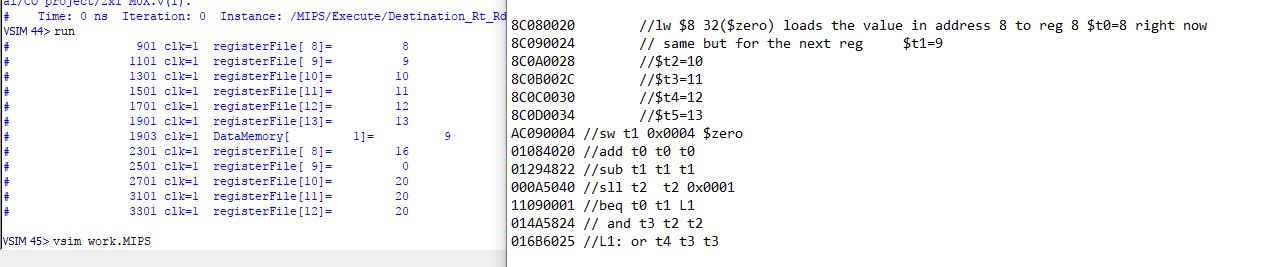 al/CO project/2x1 MUX.v(1).
# Time: 0 ns Iteration: 0 Instance: /MIPS/Execute/Destination_Rt_Rd
VSIM 44> run
# 901 clk=1 registerFile[ 8]= 8
# 1101 clk=1 registerFile[ 9]= 9
# 1301 clk=1 registerFile[10]= 10
# 1501 clk=1 registerFile[11]= 11
# 1701 clk=1 registerFile[12]= 12
# 1901 clk=1 registerFile[13]= 13
# 1903 clk=1 DataMemory[ 1]= 9
# 2301 clk=1 registerFile[ 8]= 16
# 2501 clk=1 registerFile[ 9]= 0
# 2701 clk=1 registerFile[10]= 20
# 3101 clk=1 registerFile[11]= 20
# 3301 clk=1 registerFile[12]= 20
VSIM 45> vsim work.MIPS
8C080020 //lw $8 32($zero) loads the value in address 8 to reg 8 $t0=8 right now
8C090024 // same but for the next reg $t1=9
8C0A0028 //$t2=10
8C0B002C //$t3=11
8C0C0030 //$t4=12
8C0D0034 //$t5=13
AC090004 //sw t1 0x0004 $zero
01084020 //add t0 t0 t0
01294822 //sub t1 t1 t1
000A5040 //sll t2 t2 0x0001
11090001 //beq t0 t1 L1
014A5824 // and t3 t2 t2
016B6025 //L1: or t4 t3 t3